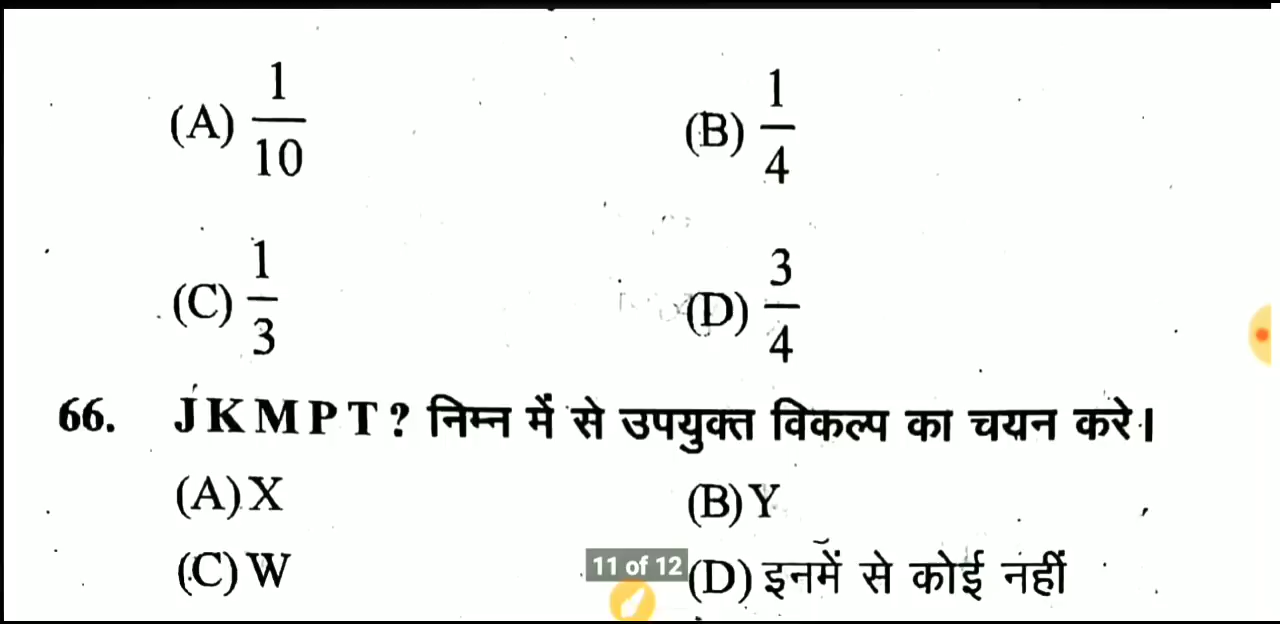 (A) 1/10 (B) 1/4
(C) 1/3 (D) 3/4
66. J K M P T ? निम्न में से उपयुक्त विकल्प का चयन करे।
(A) X (B) Y
(C) W 11 of 12 (D) इनमें से कोई नहीं